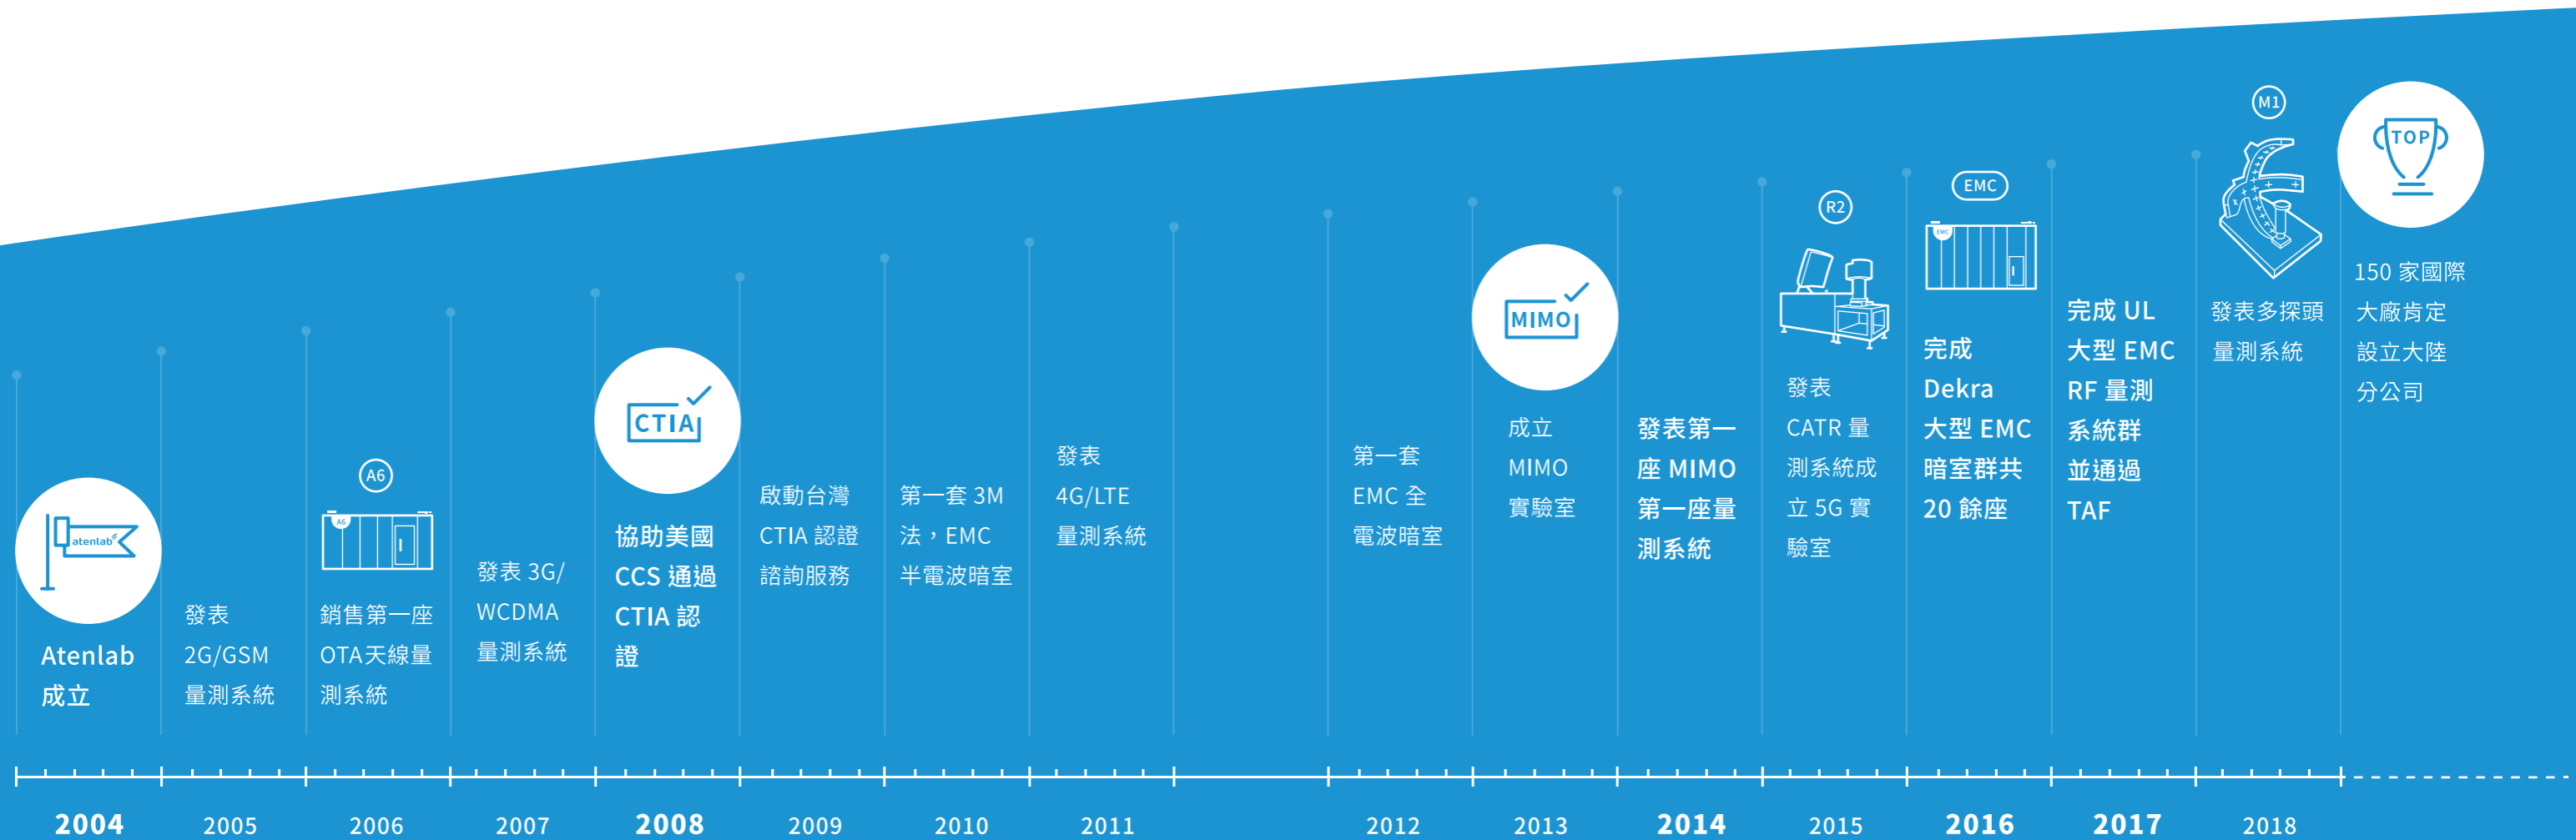 atenlab
Atenlab
成立
2004
發表
2G/GSM
量測系統
2005
A6
A6
銷售第一座
OTA天線量
測系統
2006
發表 3G/
WCDMA
量測系統
2007
CTIA
協助美國
CCS 通過
CTIA 認
證
2008
啟動台灣
CTIA 認證
諮詢服務
2009
第一套 3M
法，EMC
半電波暗室
2010
發表
4G/LTE
量測系統
2011
第一套
EMC 全
電波暗室
2012
MIMO
成立
MIMO
實驗室
2013
發表第一
座 MIMO
第一座量
測系統
2014
R2
發表
CATR 量
測系統成
立 5G 實
驗室
2015
EMC
EMC
完成
Dekra
大型 EMC
暗室群共
20 餘座
2016
完成 UL
大型 EMC
RF 量測
系統群
並通過
TAF
2017
M1
發表多探頭
量測系統
2018
TOP
150 家國際
大廠肯定
設立大陸
分公司